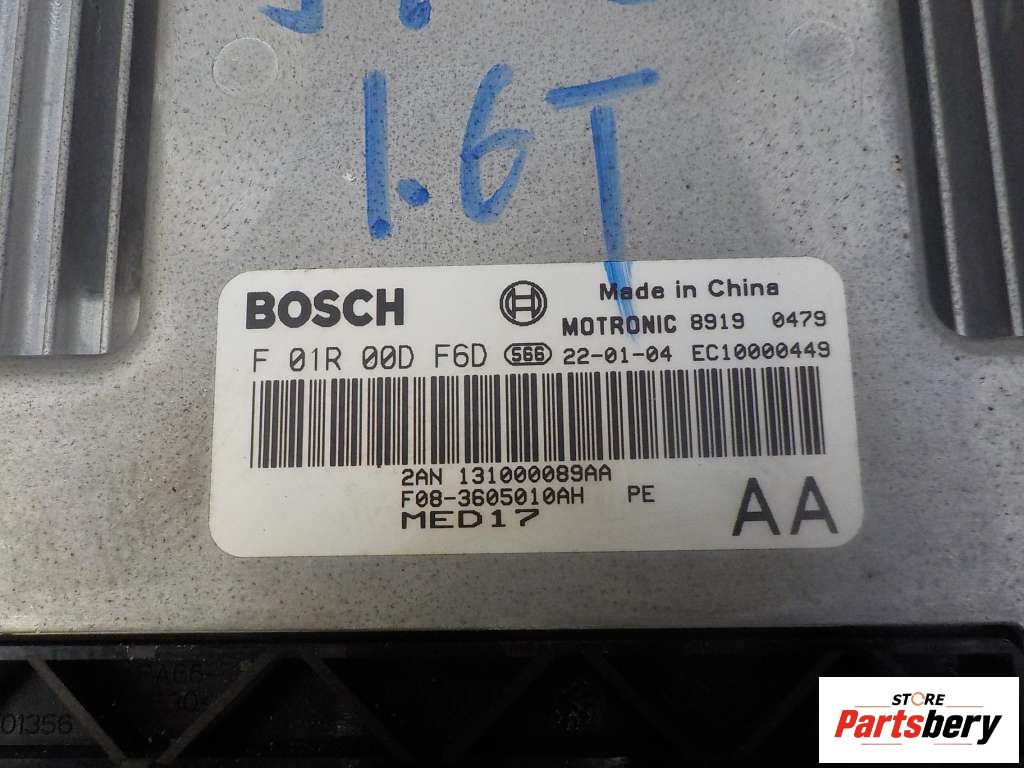 1.6T
BOSCH
Made in China
MOTRONIC 8919 0479
F 01R 00D F6D 566 22-01-04 EC10000449
2AN 131000089AA
F08-3605010AH PE
MED17
AA
01356
STORE
Partsbery